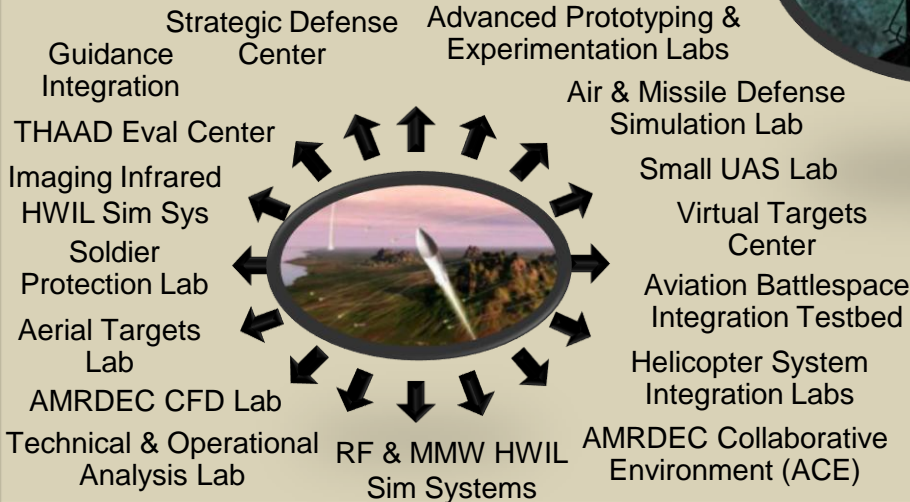 Strategic Defense
Center
Advanced Prototyping &
Experimentation Labs
Guidance
Integration
Air & Missile Defense
Simulation Lab
THAAD Eval Center
Small UAS Lab
Imaging Infrared
HWIL Sim Sys
Virtual Targets
Center
Soldier
Protection Lab
Aviation Battlespace
Integration Testbed
Aerial Targets
Lab
Helicopter System
Integration Labs
AMRDEC CFD Lab
Technical & Operational
Analysis Lab
RF & MMW HWIL
Sim Systems
AMRDEC Collaborative
Environment (ACE)